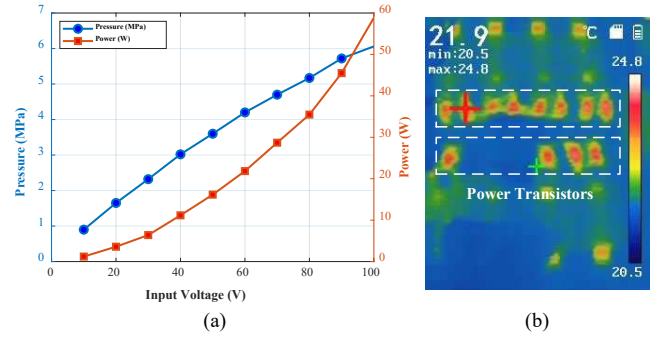 7
6
5
4
3
2
1
0
Pressure (MPa)
Pressure (MPa)
Power (W)
60
50
40
30
20
10
0
Power (W)
0
20
40
60
80
100
Input Voltage (V)
(a)
21.9
°C
min:20.5
max:24.8
24.8
Power Transistors
20.5
(b)